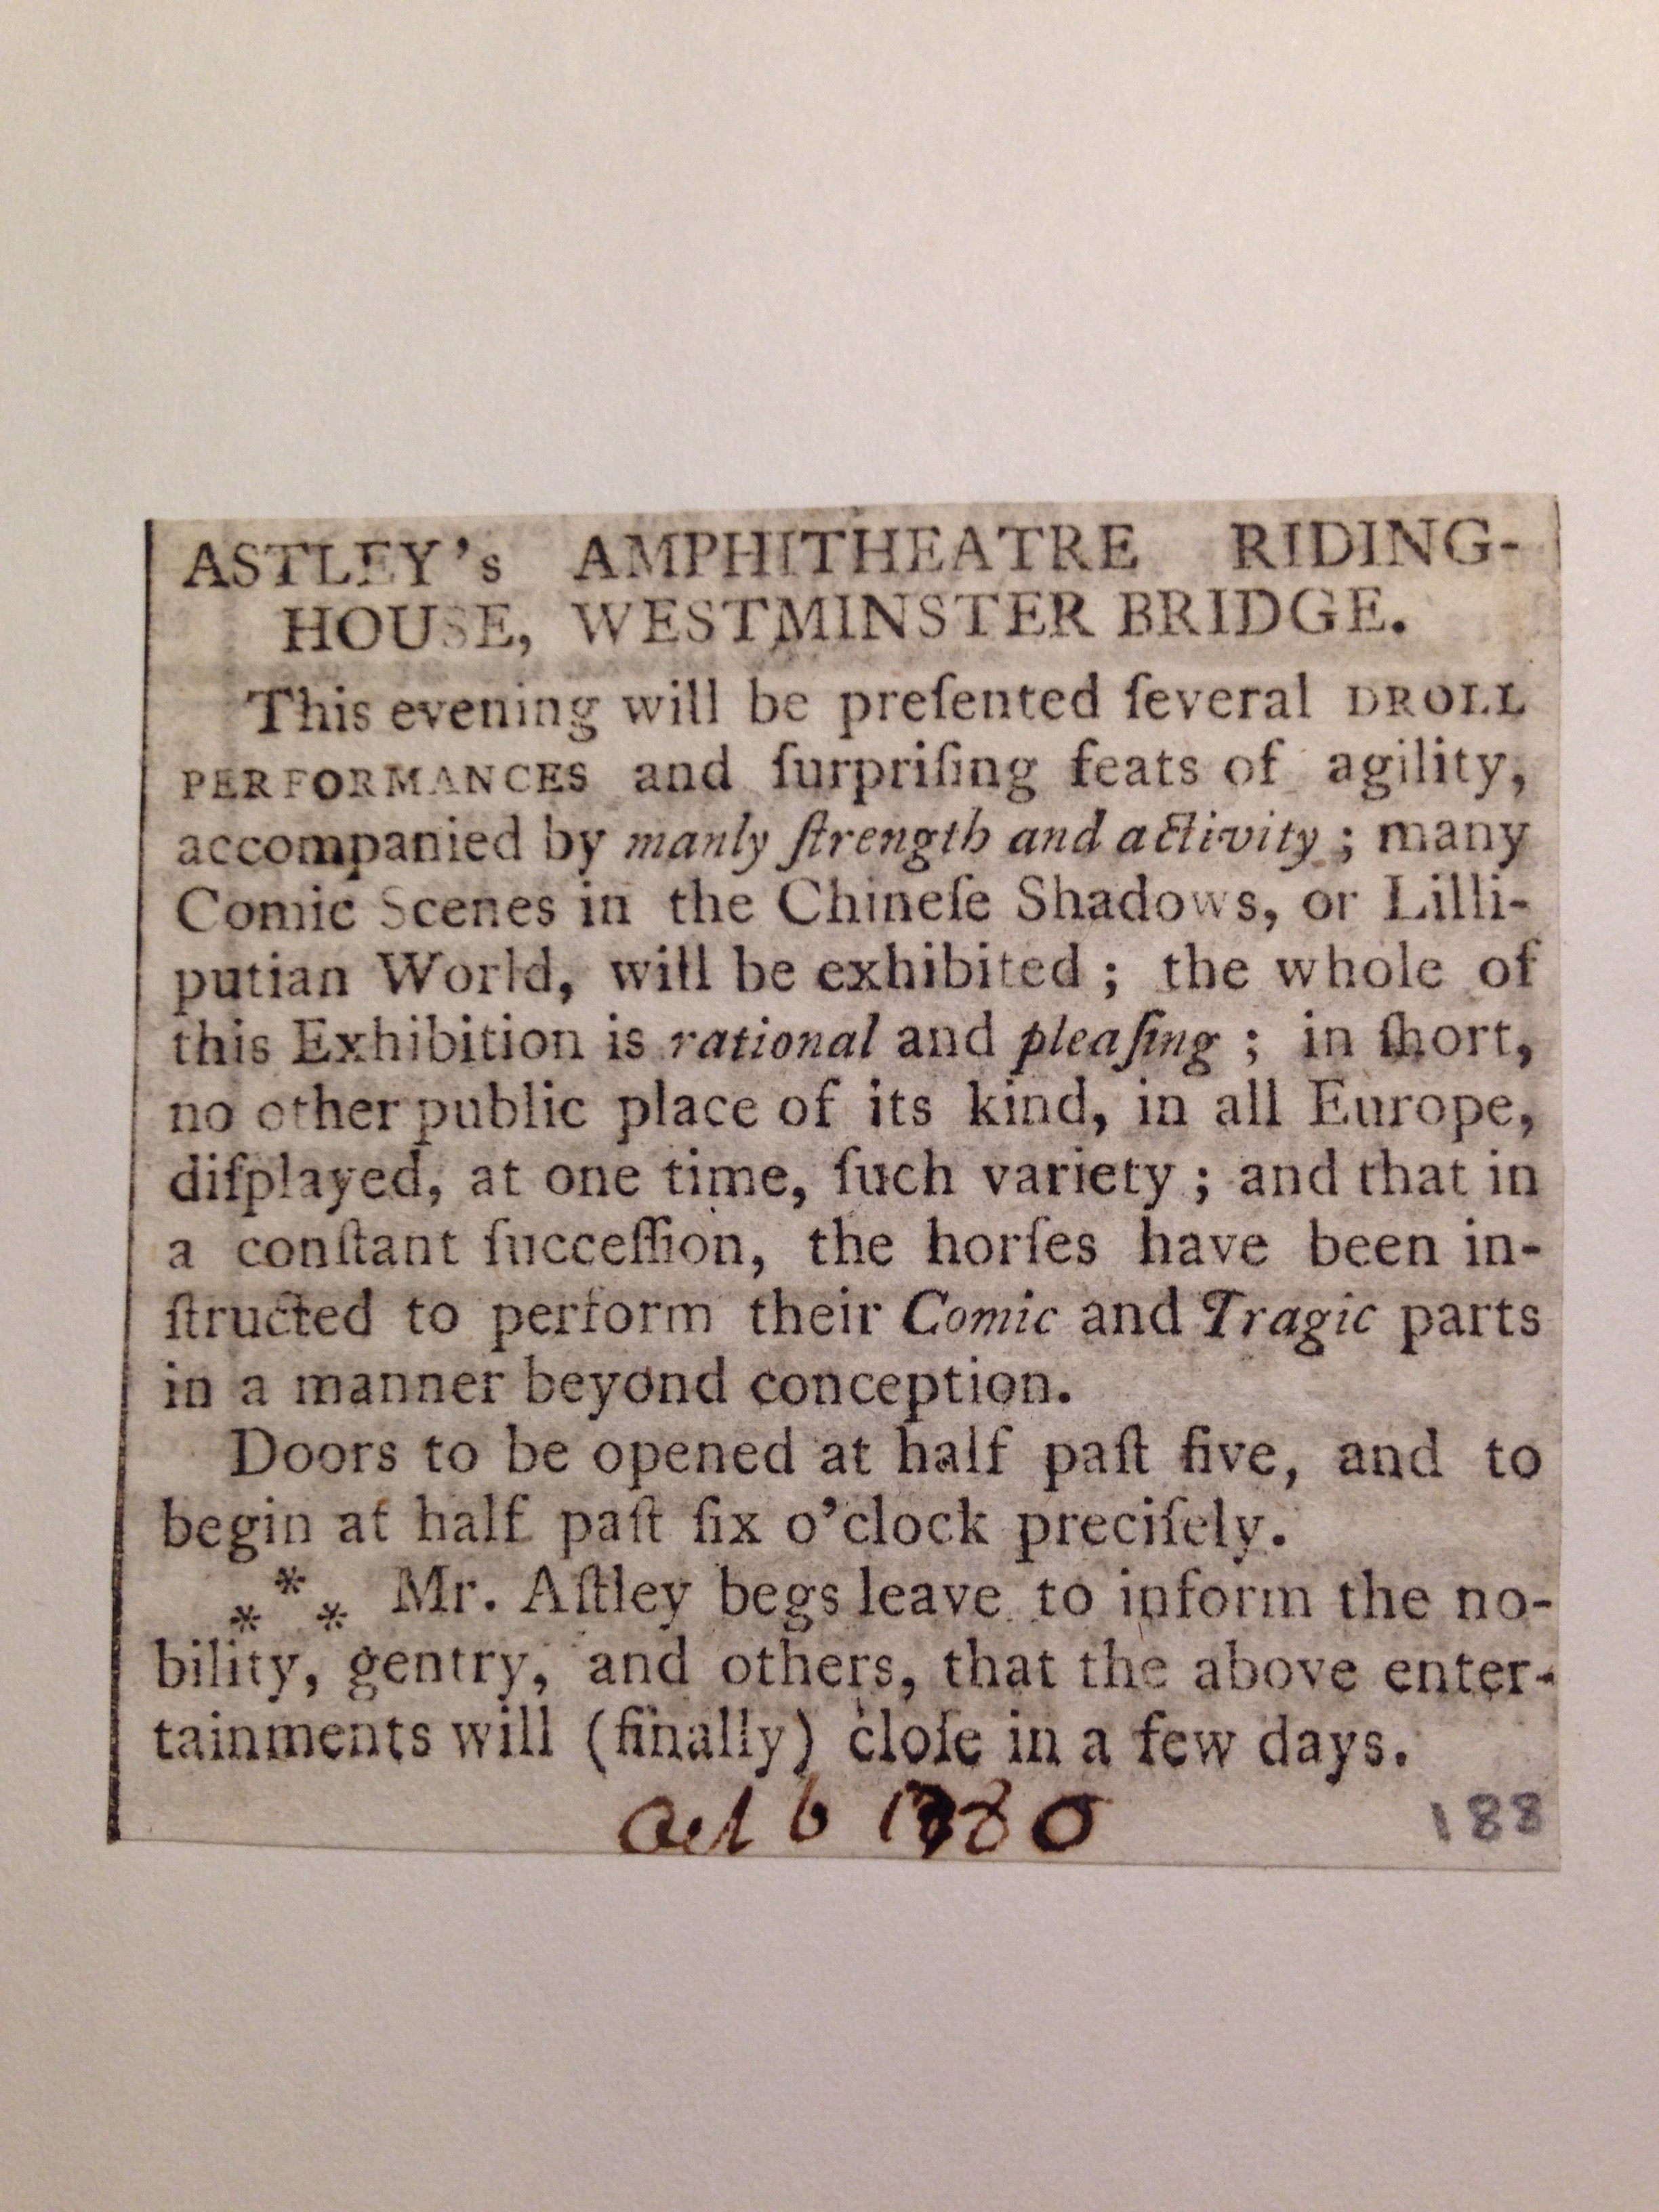 ASTLEY's AMPHITHEATRE RIDING-
HOUSE, WESTMINSTER BRIDGE.
This evening will be preſented ſeveral DROLL
PERFORMANCES and ſurpriſing feats of agility,
accompanied by manly ſtrength and activity ; many
Comic Scenes in the Chineſe Shadows, or Lilli-
putian World, will be exhibited ; the whole of
this Exhibition is rational and pleaſing ; in ſhort,
no other public place of its kind, in all Europe,
diſplayed, at one time, ſuch variety ; and that in
a conſtant ſucceſſion, the horſes have been in-
ſtructed to perform their Comic and Tragic parts
in a manner beyond conception.
Doors to be opened at half paſt five, and to
begin at half paſt ſix o'clock preciſely.
*** Mr. Aſtley begs leave to inform the no-
bility, gentry, and others, that the above enter-
tainments will (finally) cloſe in a few days.
Oct 6 1780
188